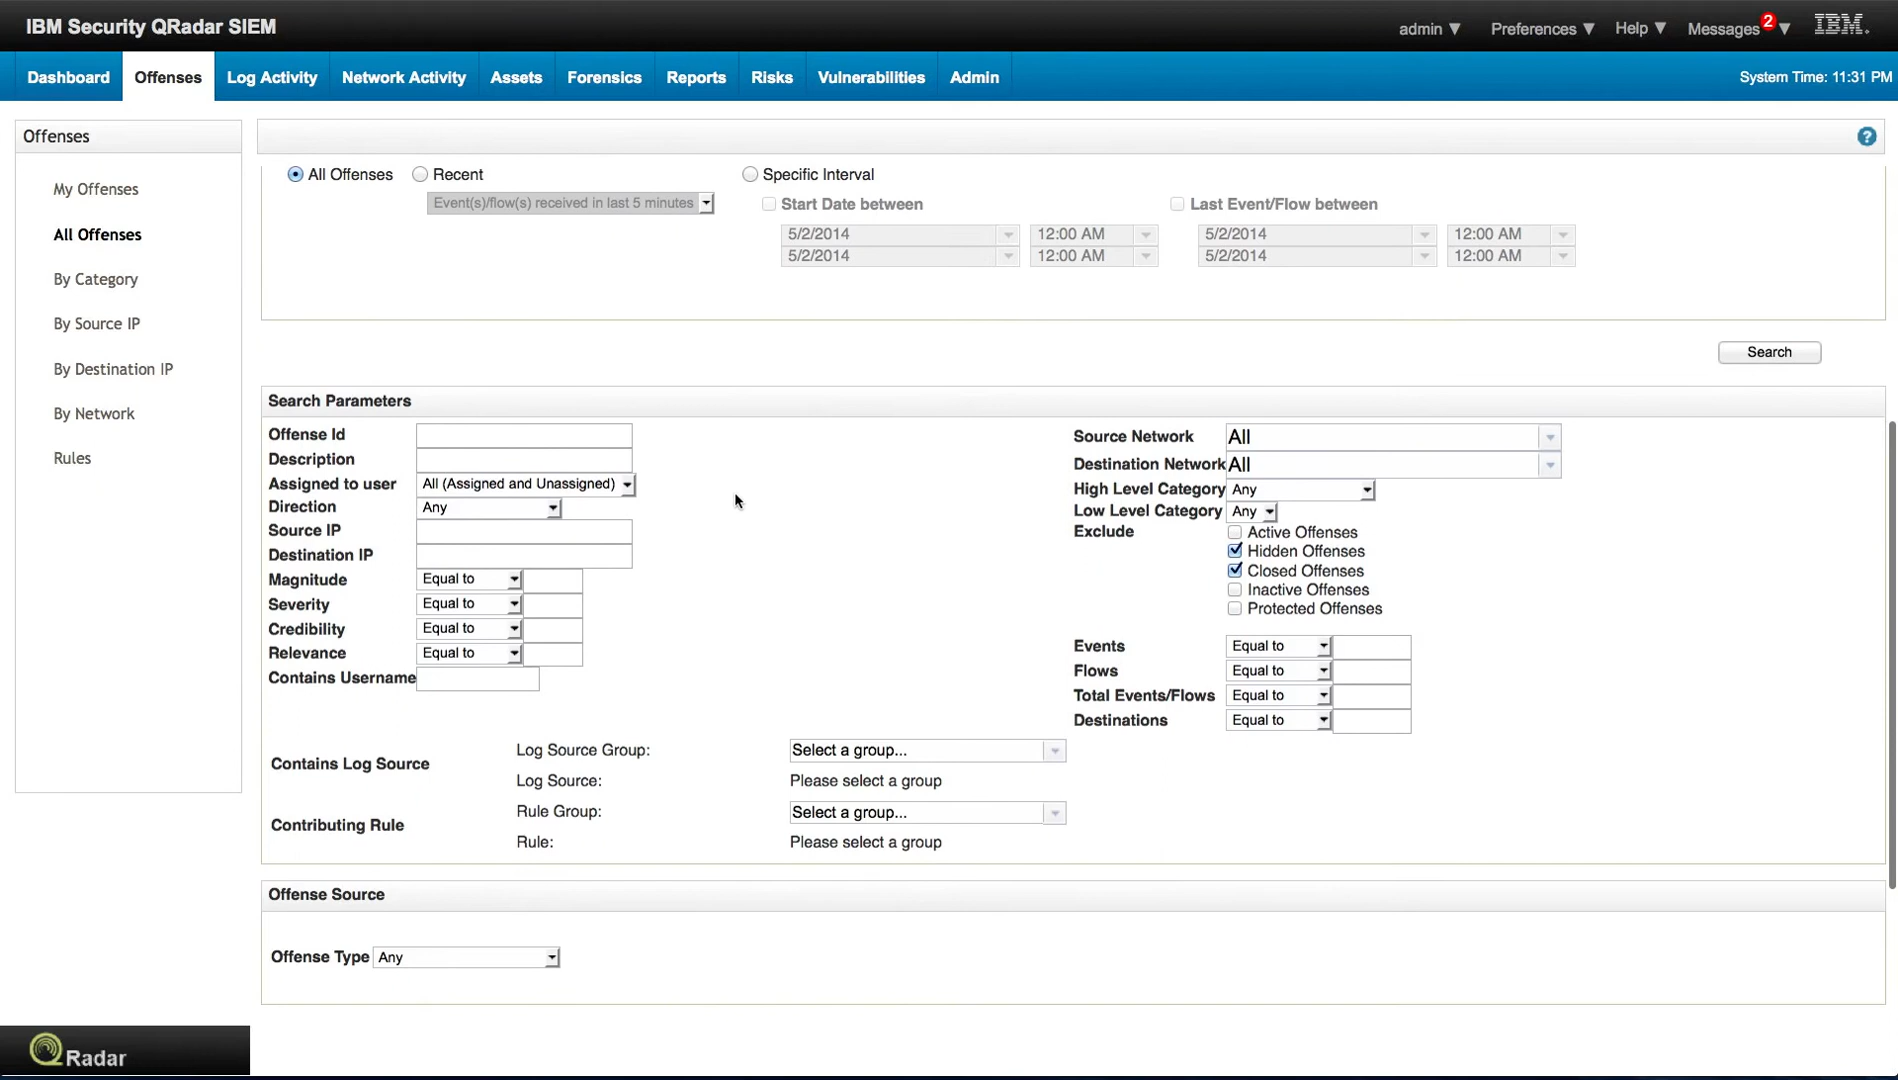 IBM Security QRadar SIEM
admin ▼ Preferences ▼ Help ▼ Messages 2 ▼ IBM.
Dashboard Offenses Log Activity Network Activity Assets Forensics Reports Risks Vulnerabilities Admin System Time: 11:31 PM
Offenses
?
My Offenses
All Offenses
By Category
By Source IP
By Destination IP
By Network
Rules
All Offenses Recent Specific Interval
Event(s)/flow(s) received in last 5 minutes Start Date between Last Event/Flow between
5/2/2014 12:00 AM 5/2/2014 12:00 AM
5/2/2014 12:00 AM 5/2/2014 12:00 AM
Search
Search Parameters
Offense Id
Description
Assigned to user All (Assigned and Unassigned)
Direction Any
Source IP
Destination IP
Magnitude Equal to
Severity Equal to
Credibility Equal to
Relevance Equal to
Contains Username
Source Network All
Destination Network All
High Level Category Any
Low Level Category Any
Exclude Active Offenses
Hidden Offenses
Closed Offenses
Inactive Offenses
Protected Offenses
Events Equal to
Flows Equal to
Total Events/Flows Equal to
Destinations Equal to
Contains Log Source
Log Source Group: Select a group...
Log Source: Please select a group
Contributing Rule
Rule Group: Select a group...
Rule: Please select a group
Offense Source
Offense Type Any
QRadar